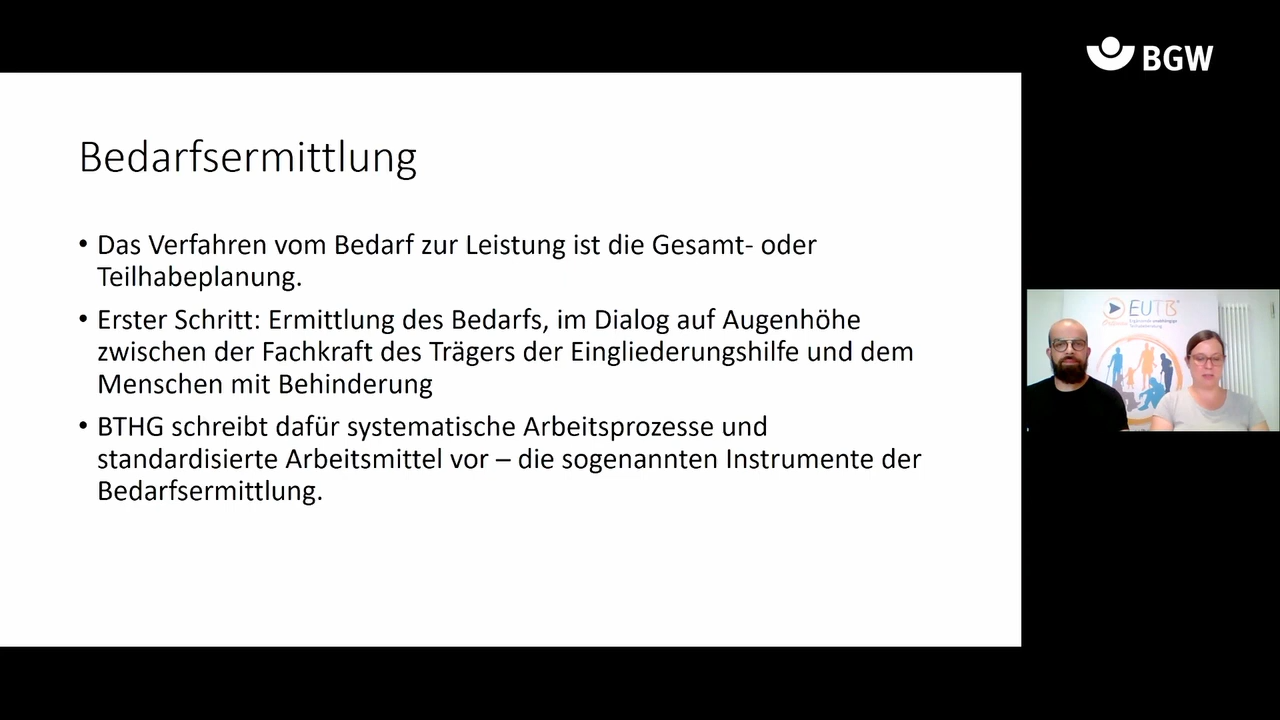 BGW
Bedarfsermittlung
• Das Verfahren vom Bedarf zur Leistung ist die Gesamt- oder
Teilhabeplanung.
• Erster Schritt: Ermittlung des Bedarfs, im Dialog auf Augenhöhe
zwischen der Fachkraft des Trägers der Eingliederungshilfe und dem
Menschen mit Behinderung
• BTHG schreibt dafür systematische Arbeitsprozesse und
standardisierte Arbeitsmittel vor – die sogenannten Instrumente der
Bedarfsermittlung.
EUTB